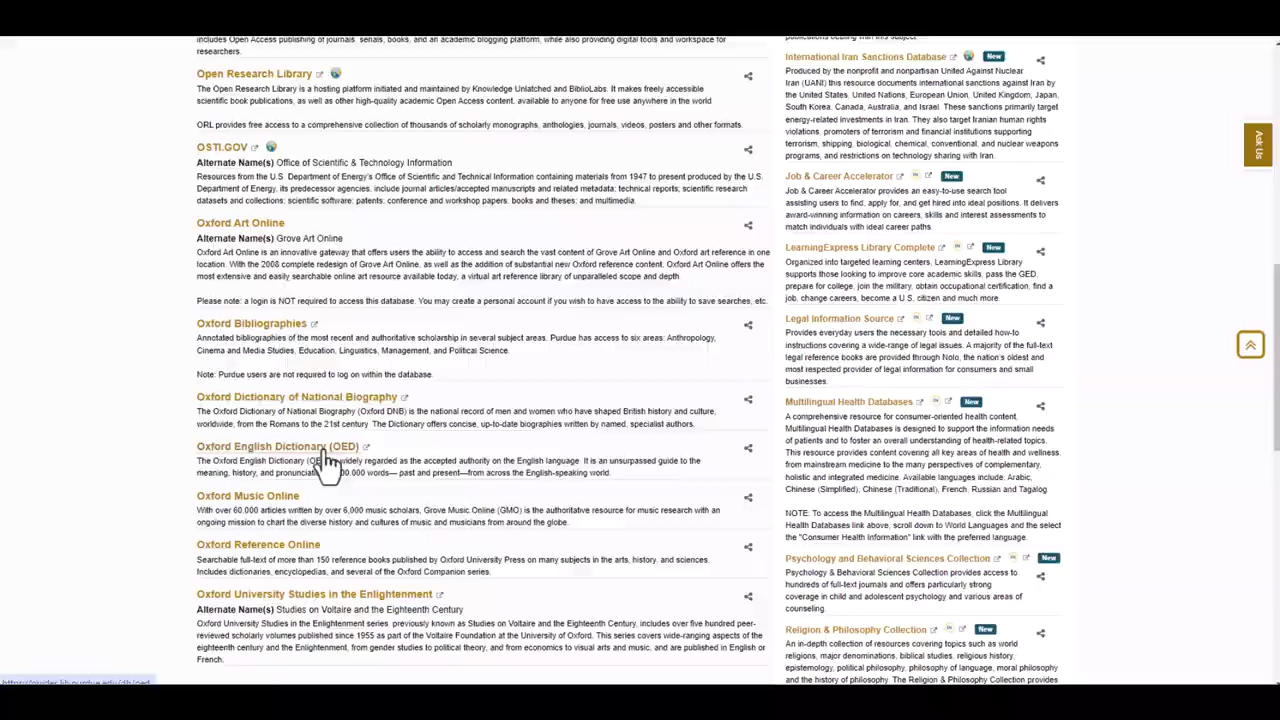 includes Open Access publishing of journals, serials, books, and an academic blogging platform, while also providing digital tools and workspace for
researchers.
Open Research Library
The Open Research Library is a hosting platform initiated and maintained by Knowledge Unlatched and BiblioLabs. It makes freely accessible
scientific book publications, as well as other high-quality academic Open Access content, available to anyone for free use anywhere in the world
ORL provides free access to a comprehensive collection of thousands of scholarly monographs, anthologies, journals, videos, posters and other formats.
OSTI.GOV
Alternate Name(s) Office of Scientific & Technology Information
Resources from the U.S. Department of Energy's Office of Scientific and Technical Information containing materials from 1947 to present produced by the U.S.
Department of Energy, its predecessor agencies, include journal articles/accepted manuscripts and related metadata; technical reports; scientific research
datasets and collections; scientific software; patents; conference and workshop papers; books and theses; and multimedia.
Oxford Art Online
Alternate Name(s) Grove Art Online
Oxford Art Online is an innovative gateway that offers users the ability to access and search the vast content of Grove Art Online and Oxford art reference in one
location. With the 2008 complete redesign of Grove Art Online, as well as the addition of substantial new Oxford reference content, Oxford Art Online offers the
most extensive and easily searchable online art resource available today, a virtual art reference library of unparalleled scope and depth.
Please note: a login is NOT required to access this database. You may create a personal account if you wish to have access to the ability to save searches, etc.
Oxford Bibliographies
Annotated bibliographies of the most recent and authoritative scholarship in several subject areas. Purdue has access to six areas: Anthropology,
Cinema and Media Studies, Education, Linguistics, Management, and Political Science.
Note: Purdue users are not required to log on within the database.
Oxford Dictionary of National Biography
The Oxford Dictionary of National Biography (Oxford DNB) is the national record of men and women who have shaped British history and culture,
worldwide, from the Romans to the 21st century. The Dictionary offers concise, up-to-date biographies written by named, specialist authors.
Oxford English Dictionary (OED)
The Oxford English Dictionary widely regarded as the accepted authority on the English language. It is an unsurpassed guide to the
meaning, history, and words— past and present—from across the English-speaking world.
Oxford Music Online
With over 60,000 articles written by over 6,000 music scholars, Grove Music Online (GMO) is the authoritative resource for music research with an
ongoing mission to chart the diverse history and cultures of music and musicians from around the globe.
Oxford Reference Online
Searchable full-text of more than 150 reference books published by Oxford University Press on many subjects in the arts, history, and sciences.
Includes dictionaries, encyclopedias, and several of the Oxford Companion series.
Oxford University Studies in the Enlightenment
Alternate Name(s) Studies on Voltaire and the Eighteenth Century
Oxford University Studies in the Enlightenment series, previously known as Studies on Voltaire and the Eighteenth Century, includes over five hundred peer-
reviewed scholarly volumes published since 1955 as part of the Voltaire Foundation at the University of Oxford. This series covers wide-ranging aspects of the
eighteenth century and the Enlightenment, from gender studies to political theory, and from economics to visual arts and music, and are published in English or
French.
International Iran Sanctions Database New
Produced by the nonprofit and nonpartisan United Against Nuclear
Iran (UANI) this resource documents international sanctions against Iran by
the United States, United Nations, European Union, United Kingdom, Japan,
South Korea, Canada, Australia, and Israel. These sanctions primarily target
energy-related investments in Iran. They also target Iranian human rights
violations, promoters of terrorism and financial institutions supporting
terrorism, shipping, biological, chemical, conventional, and nuclear weapons
programs, and restrictions on technology sharing with Iran.
Job & Career Accelerator New
Job & Career Accelerator provides an easy-to-use search tool
assisting users to find, apply for, and get hired into ideal positions. It delivers
award-winning information on careers, skills and interest assessments to
match individuals with ideal career paths.
LearningExpress Library Complete New
Organized into targeted learning centers, LearningExpress Library
supports those looking to improve core academic skills, pass the GED,
prepare for college, join the military, obtain occupational certification, find a
job, change careers, become a U.S. citizen and much more.
Legal Information Source New
Provides everyday users the necessary tools and detailed how-to
instructions covering a wide-range of legal issues. A majority of the full-text
legal reference books are provided through Nolo, the nation's oldest and
most respected provider of legal information for consumers and small
businesses.
Multilingual Health Databases New
A comprehensive resource for consumer-oriented health content,
Multilingual Health Databases is designed to support the information needs
of patients and to foster an overall understanding of health-related topics.
This resource provides content covering all key areas of health and wellness,
from mainstream medicine to the many perspectives of complementary,
holistic and integrated medicine. Available languages include: Arabic,
Chinese (Simplified), Chinese (Traditional), French, Russian and Tagalog
NOTE: To access the Multilingual Health Databases, click the Multilingual
Health Databases link above, scroll down to World Languages and the select
the "Consumer Health Information" link with the preferred language.
Psychology and Behavioral Sciences Collection New
Psychology & Behavioral Sciences Collection provides access to
hundreds of full-text journals and offers particularly strong
coverage in child and adolescent psychology and various areas of
counseling.
Religion & Philosophy Collection New
An in-depth collection of resources covering topics such as world
religions, major denominations, biblical studies, religious history,
epistemology, political philosophy, philosophy of language, moral philosophy
and the history of philosophy. The Religion & Philosophy Collection provides
Ask Us